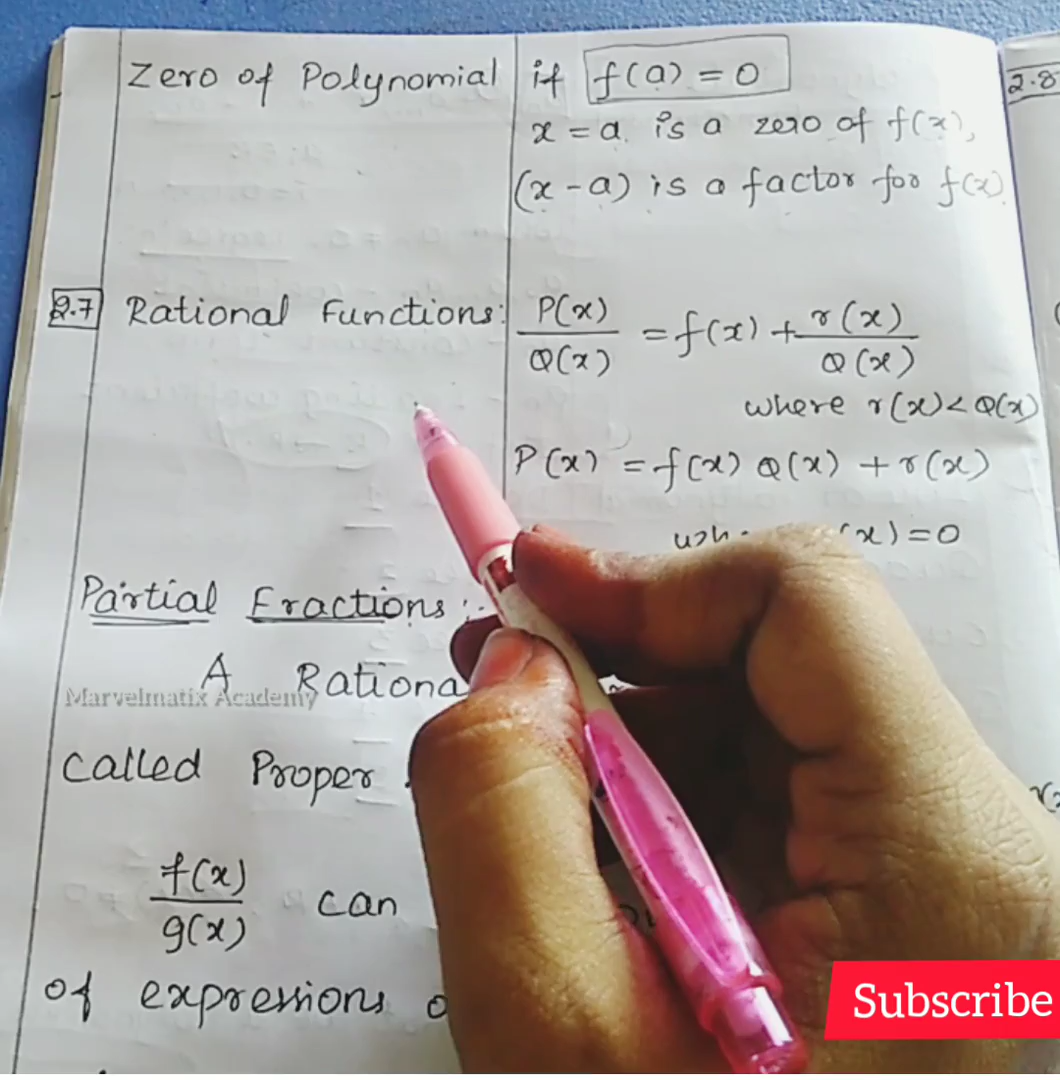 Zero of Polynomial if f(a) = 0
x = a is a zero of f(x),
(x - a) is a factor for f(x)
2.8
2.7 Rational Functions: P(x)/Q(x) = f(x) + r(x)/Q(x)
where r(x) < Q(x)
P(x) = f(x) Q(x) + r(x)
(x) = 0
Partial Fractions :-
A
Marvelmatix Academy
called Proper
f(x)/g(x) can
of expressions
Subscribe